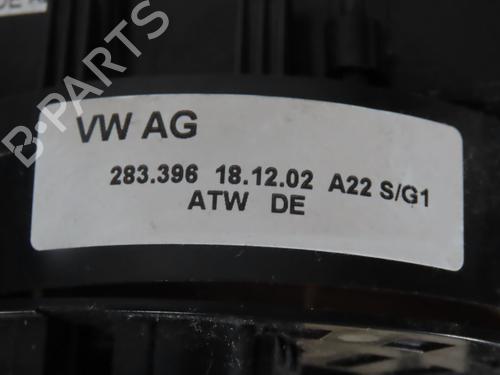 VW AG
283.396 18.12.02 A22 S/G1
ATW DE
B-PARTS